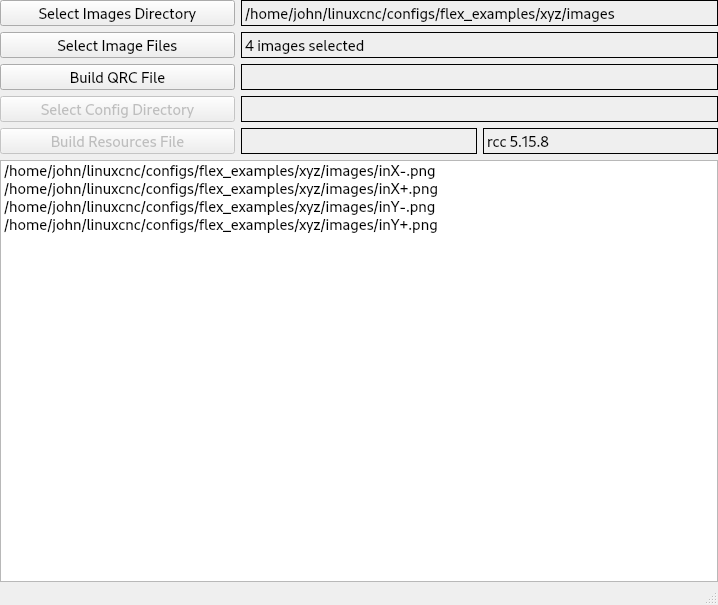 Select Images Directory /home/john/linuxcnc/configs/flex_examples/xyz/images
Select Image Files 4 images selected
Build QRC File
Select Config Directory
Build Resources File rcc 5.15.8
/home/john/linuxcnc/configs/flex_examples/xyz/images/inX-.png
/home/john/linuxcnc/configs/flex_examples/xyz/images/inX+.png
/home/john/linuxcnc/configs/flex_examples/xyz/images/inY-.png
/home/john/linuxcnc/configs/flex_examples/xyz/images/inY+.png